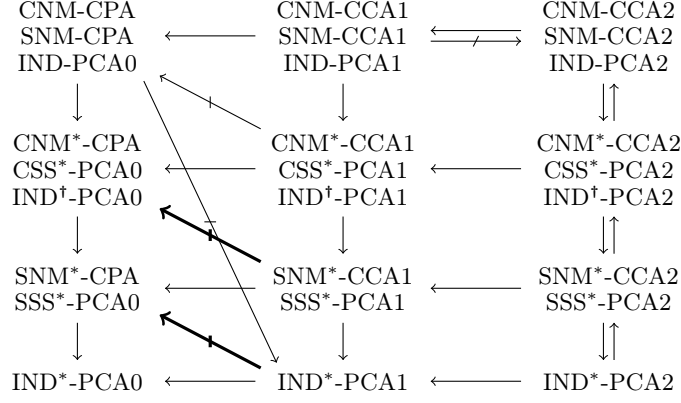 CNM-CPA CNM-CCA1 CNM-CCA2
SNM-CPA SNM-CCA1 SNM-CCA2
IND-PCA0 IND-PCA1 IND-PCA2
CNM*-CPA CNM*-CCA1 CNM*-CCA2
CSS*-PCA0 CSS*-PCA1 CSS*-PCA2
IND†-PCA0 IND†-PCA1 IND†-PCA2
SNM*-CPA SNM*-CCA1 SNM*-CCA2
SSS*-PCA0 SSS*-PCA1 SSS*-PCA2
IND*-PCA0 IND*-PCA1 IND*-PCA2